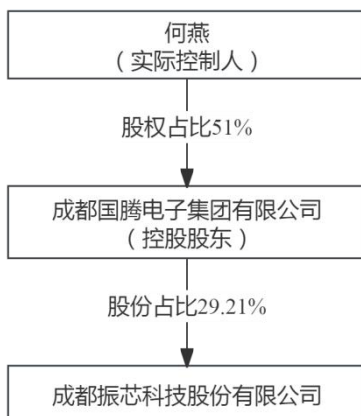 何燕
（实际控制人）
股权占比51%
成都国腾电子集团有限公司
（控股股东）
股份占比29.21%
成都振芯科技股份有限公司